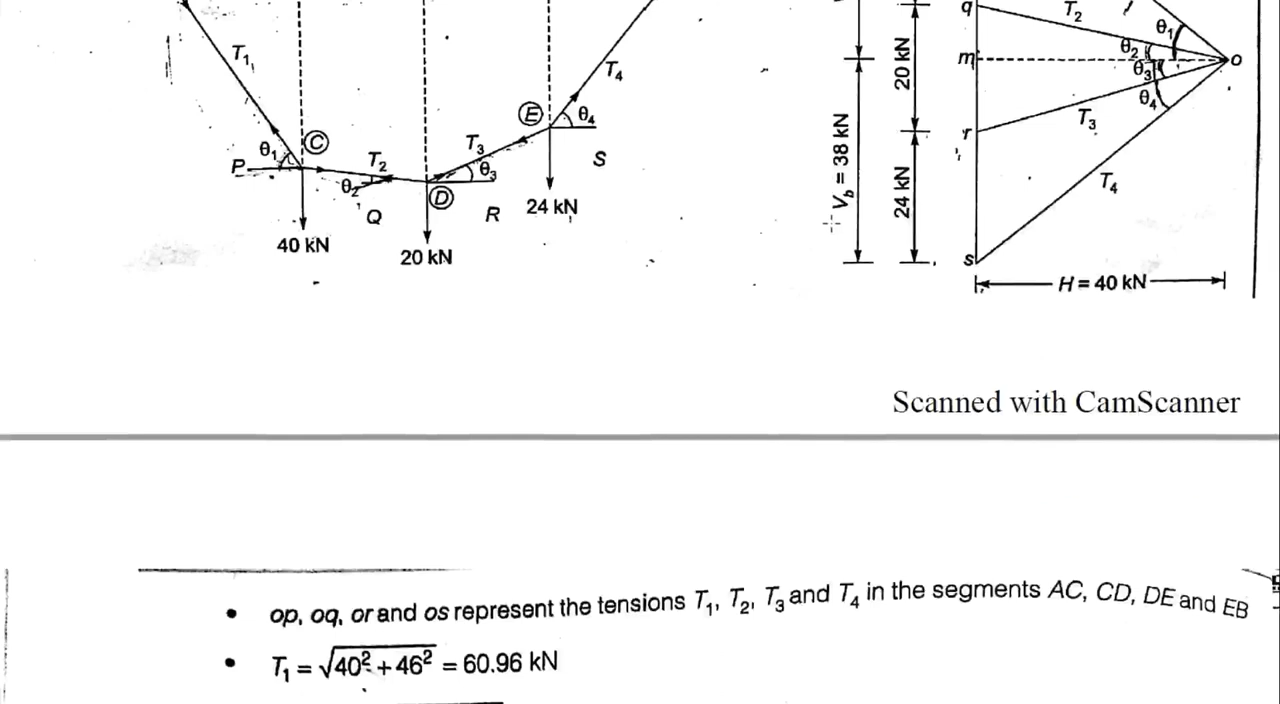 T₁
T₄
θ₁
C
P
T₂
θ₂
Q
D
T₃
θ₃
R
E
θ₄
S
40 kN
20 kN
24 kN
V_b = 38 kN
20 kN
24 kN
q
m
r
s
T₂
θ₁
θ₂
θ₃
θ₄
o
T₃
T₄
H = 40 kN
Scanned with CamScanner
• op, oq, or and os represent the tensions T₁, T₂, T₃ and T₄ in the segments AC, CD, DE and EB
• T₁ = √40² + 46² = 60.96 kN